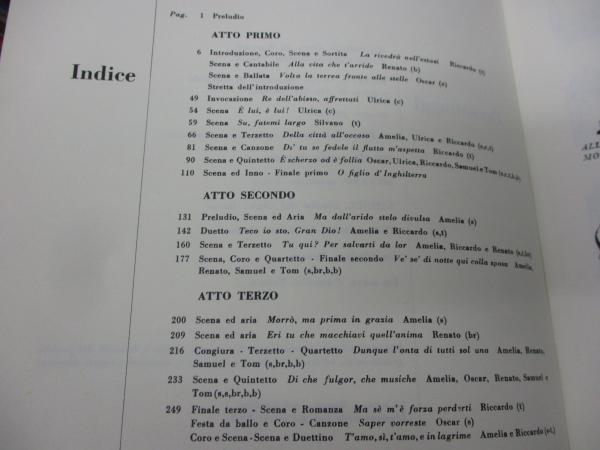 Indice
Pag. 1 Preludio
ATTO PRIMO
6 Introduzione, Coro, Scena e Sortita La rivedrà nell'estasi Riccardo (t)
Scena e Cantabile Alla vita che t'arride Renato (b)
Scena e Ballata Volta la terrea fronte alle stelle Oscar (s)
Stretta dell'introduzione
49 Invocazione Re dell'abisso, affrettati Ulrica (c)
54 Scena È lui, è lui! Ulrica (c)
59 Scena Su, fatemi largo Silvano (t)
66 Scena e Terzetto Della città all'occaso Amelia, Ulrica e Riccardo (s,c,t)
81 Scena e Canzone Di' tu se fedele il flutto m'aspetta Riccardo (t)
90 Scena e Quintetto È scherzo od è follia Oscar, Ulrica, Riccardo, Samuel e Tom (s,c,t,b,b)
110 Scena ed Inno - Finale primo O figlio d'Inghilterra
ATTO SECONDO
131 Preludio, Scena ed Aria Ma dall'arido stelo divulsa Amelia (s)
142 Duetto Teco io sto. Gran Dio! Amelia e Riccardo (s,t)
160 Scena e Terzetto Tu qui? Per salvarti da lor Amelia, Riccardo e Renato (s,t,br)
177 Scena, Coro e Quartetto - Finale secondo Ve' se' di notte qui colla sposa Amelia,
Renato, Samuel e Tom (s,br,b,b)
ATTO TERZO
200 Scena ed aria Morrò, ma prima in grazia Amelia (s)
209 Scena ed aria Eri tu che macchiavi quell'anima Renato (br)
216 Congiura - Terzetto - Quartetto Dunque l'onta di tutti sol una Amelia, Renato,
Samuel e Tom (s,br,b,b)
233 Scena e Quintetto Di che fulgor, che musiche Amelia, Oscar, Renato, Samuel e
Tom (s,s,br,b,b)
249 Finale terzo - Scena e Romanza Ma sè m'è forza perderti Riccardo (t)
Festa da ballo e Coro - Canzone Saper vorreste Oscar (s)
Coro e Scena - Scena e Duettino T'amo, sì, t'amo, e in lagrime Amelia e Riccardo (s-t.)
ALL
MO